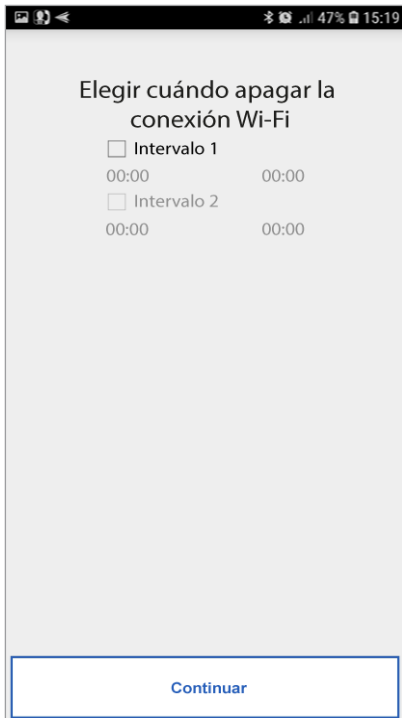 47% 15:19
Elegir cuándo apagar la
conexión Wi-Fi
Intervalo 1
00:00 00:00
Intervalo 2
00:00 00:00
Continuar